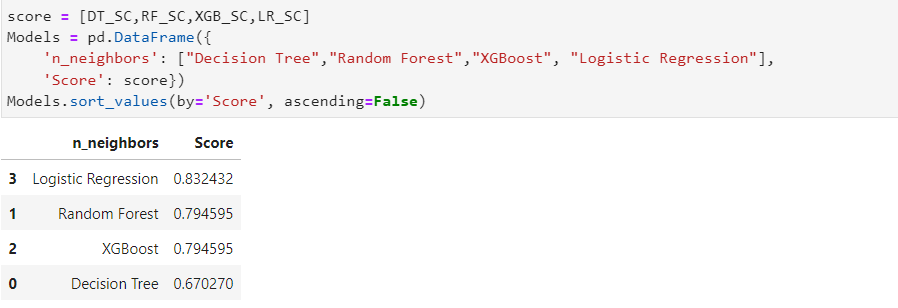 score = [DT_SC,RF_SC,XGB_SC,LR_SC]
Models = pd.DataFrame({
    'n_neighbors': ["Decision Tree","Random Forest","XGBoost", "Logistic Regression"],
    'Score': score})
Models.sort_values(by='Score', ascending=False)
n_neighbors Score
3 Logistic Regression 0.832432
1 Random Forest 0.794595
2 XGBoost 0.794595
0 Decision Tree 0.670270